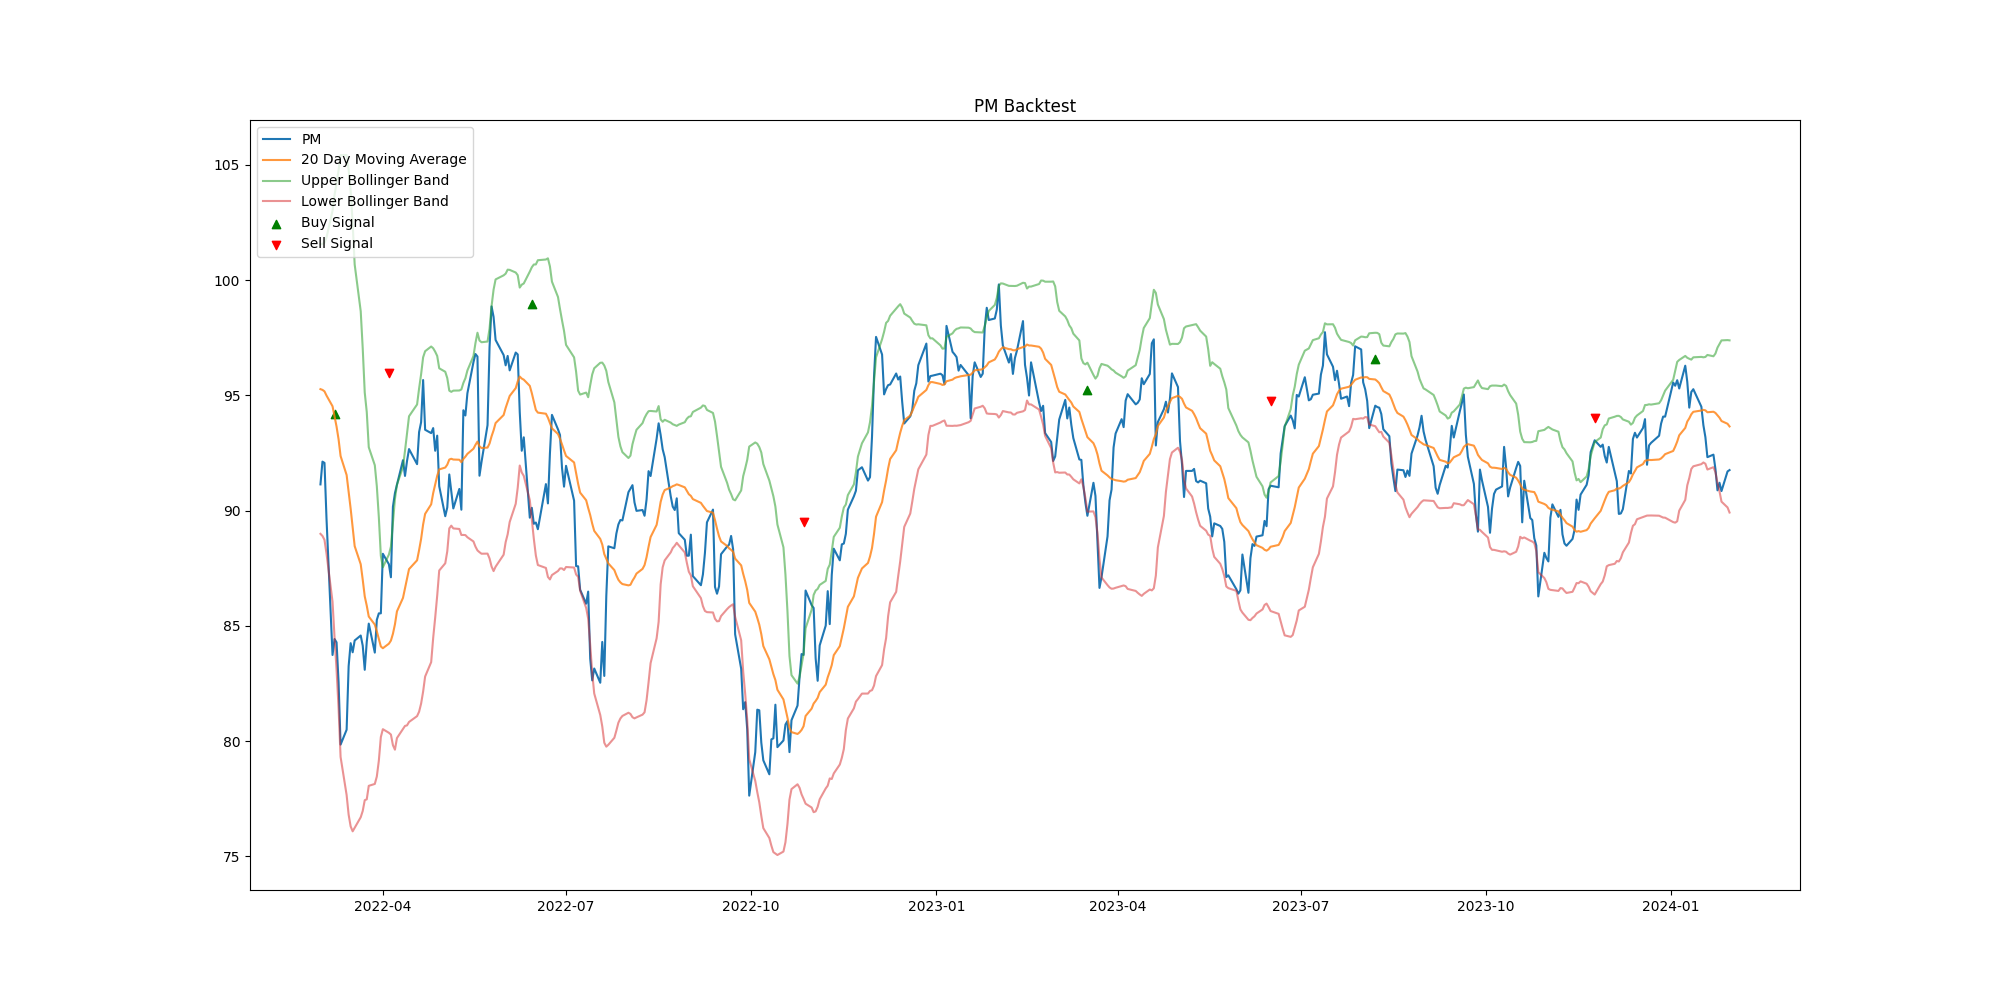 PM Backtest
PM
20 Day Moving Average
Upper Bollinger Band
Lower Bollinger Band
Buy Signal
Sell Signal
105
100
95
90
85
80
75
2022-04
2022-07
2022-10
2023-01
2023-04
2023-07
2023-10
2024-01